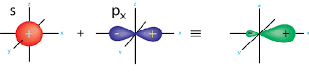 z z z
s pₓ
+ x + + x ≡ + x
y